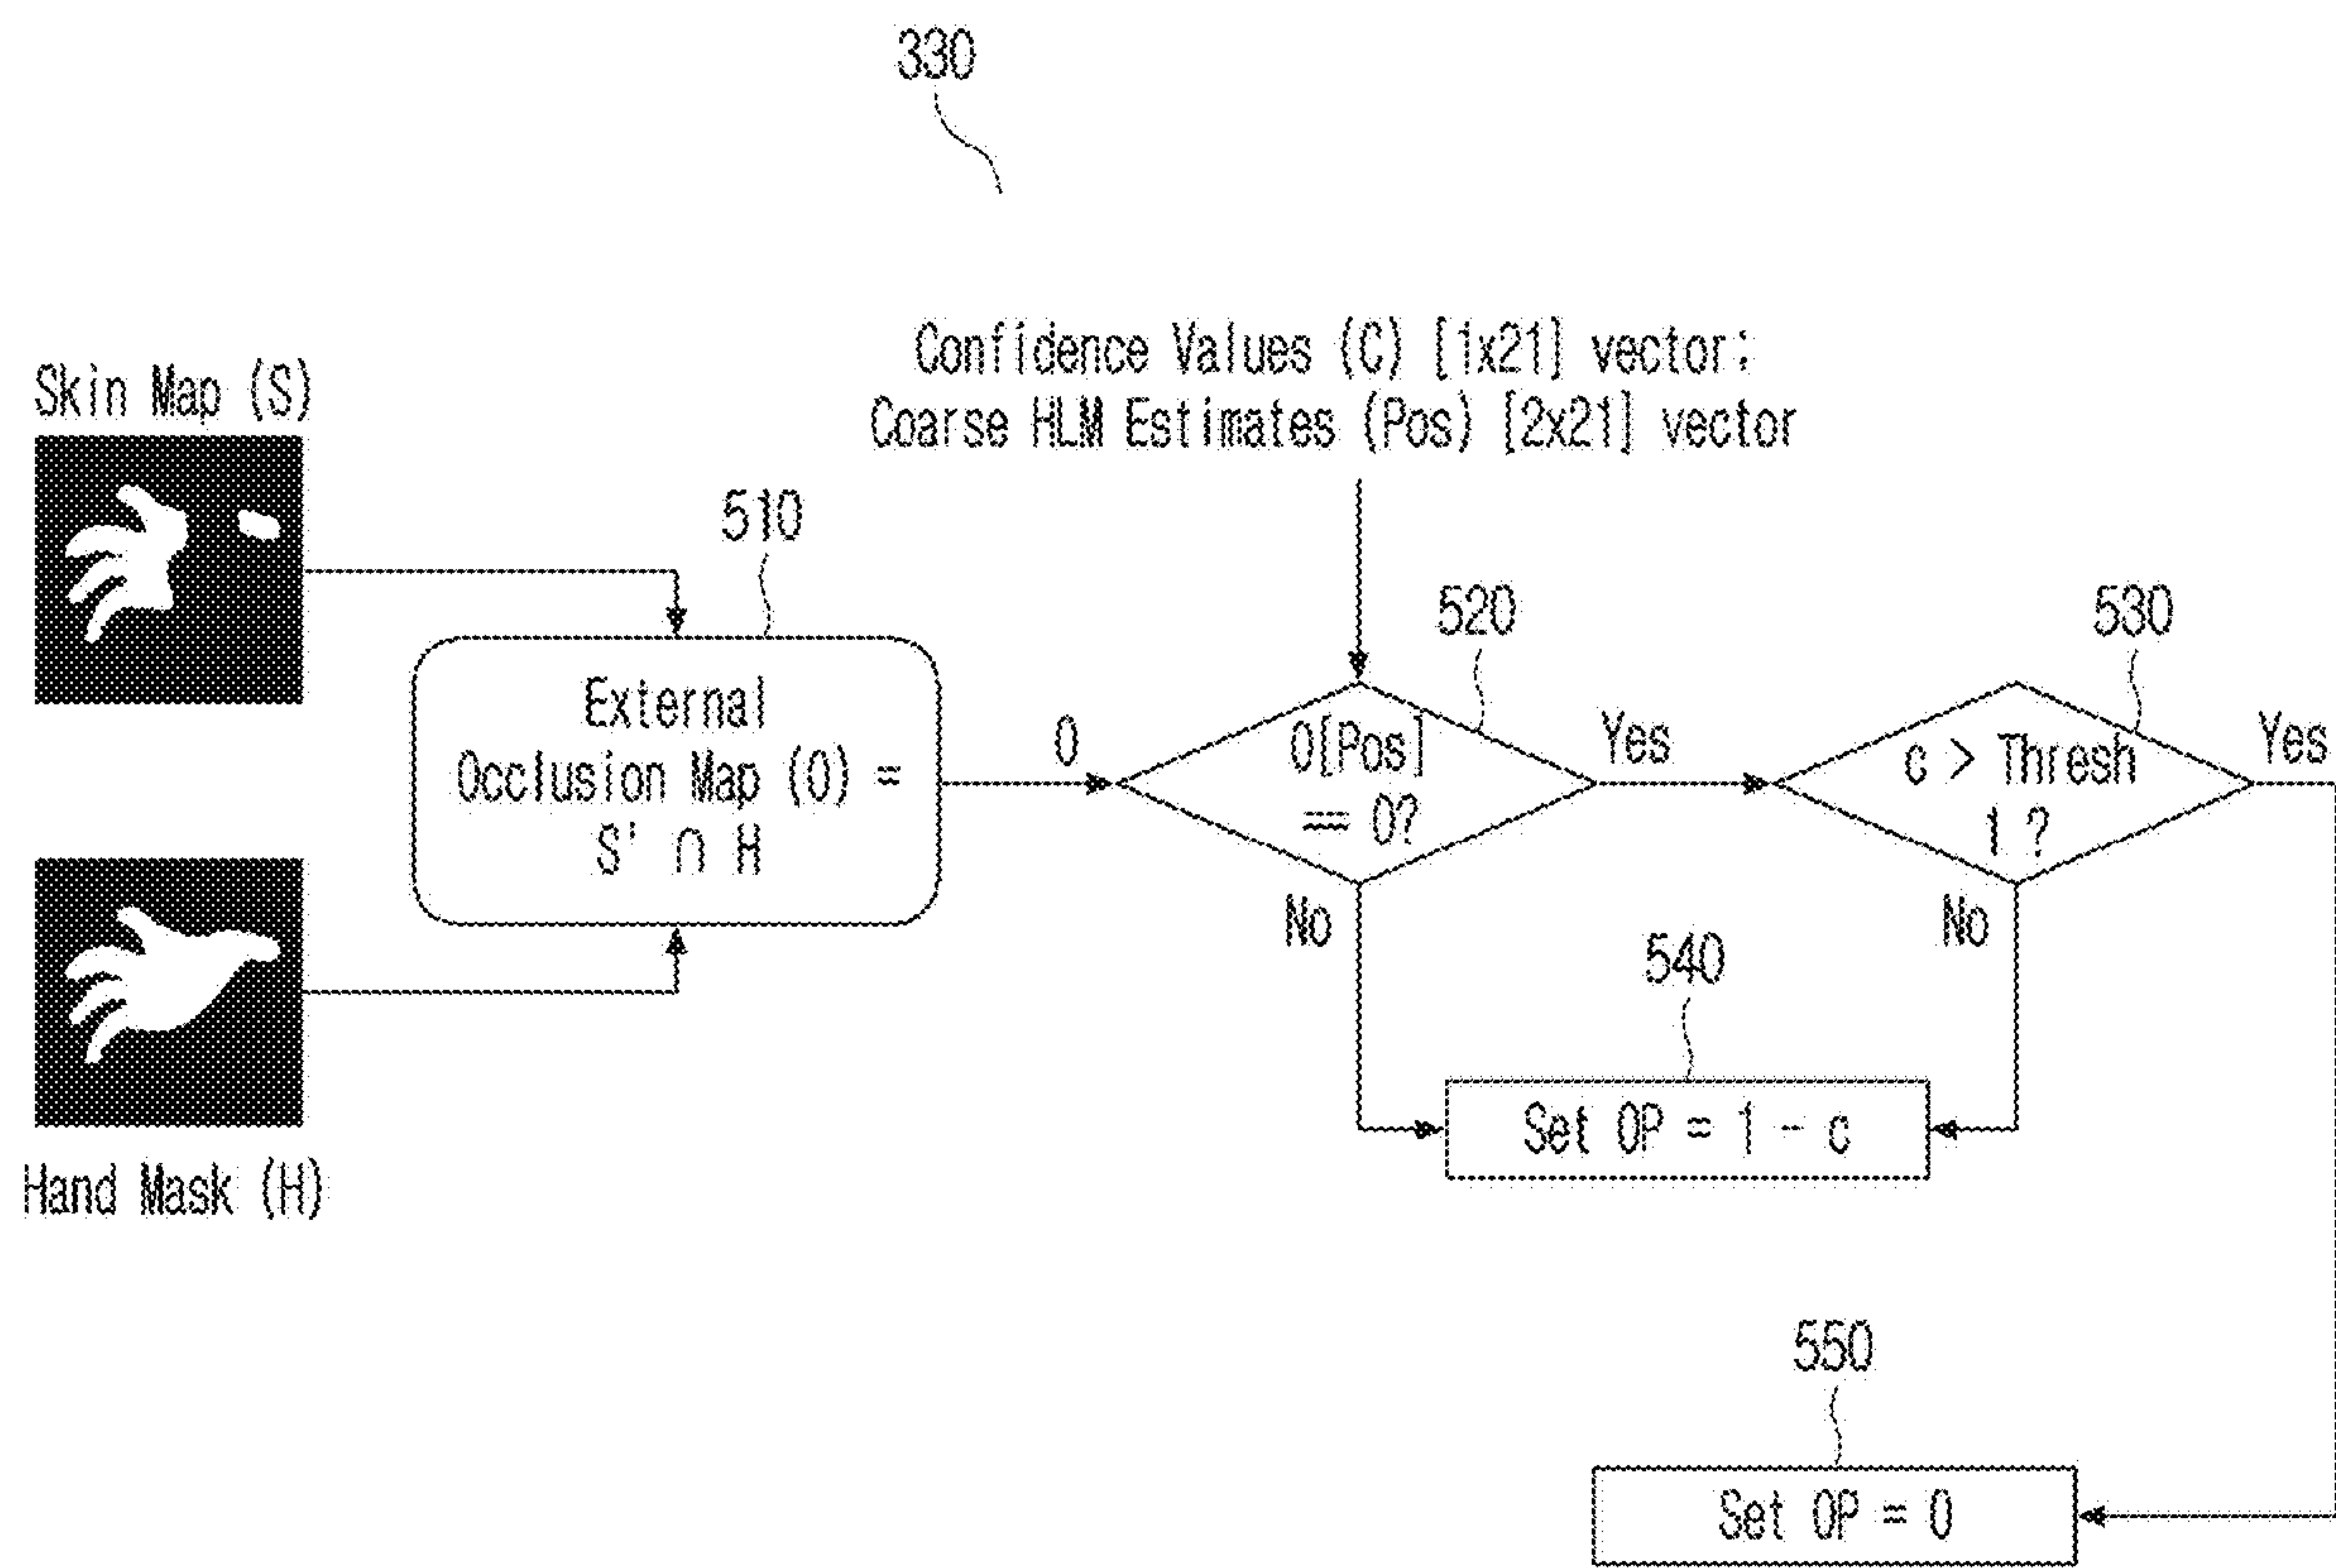 330
Confidence Values (C) [1x21] vector:
Coarse HLM Estimates (Pos) [2x21] vector
Skin Map (S)
510
520
530
External
Occlusion Map (O) =
S' ∩ H
O
O[Pos]
== 0?
Yes
c > Thresh
1 ?
Yes
No
No
540
Set OP = 1 - c
Hand Mask (H)
550
Set OP = 0